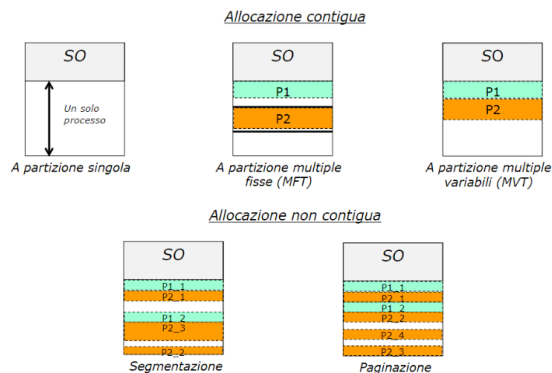 Allocazione contigua
SO
Un solo
processo
A partizione singola
SO
P1
P2
A partizione multiple
fisse (MFT)
SO
P1
P2
A partizione multiple
variabili (MVT)
Allocazione non contigua
SO
P1_1
P2_1
P1_2
P2_3
P2_2
Segmentazione
SO
P1_1
P2_1
P1_2
P2_2
P2_4
P2_3
Paginazione